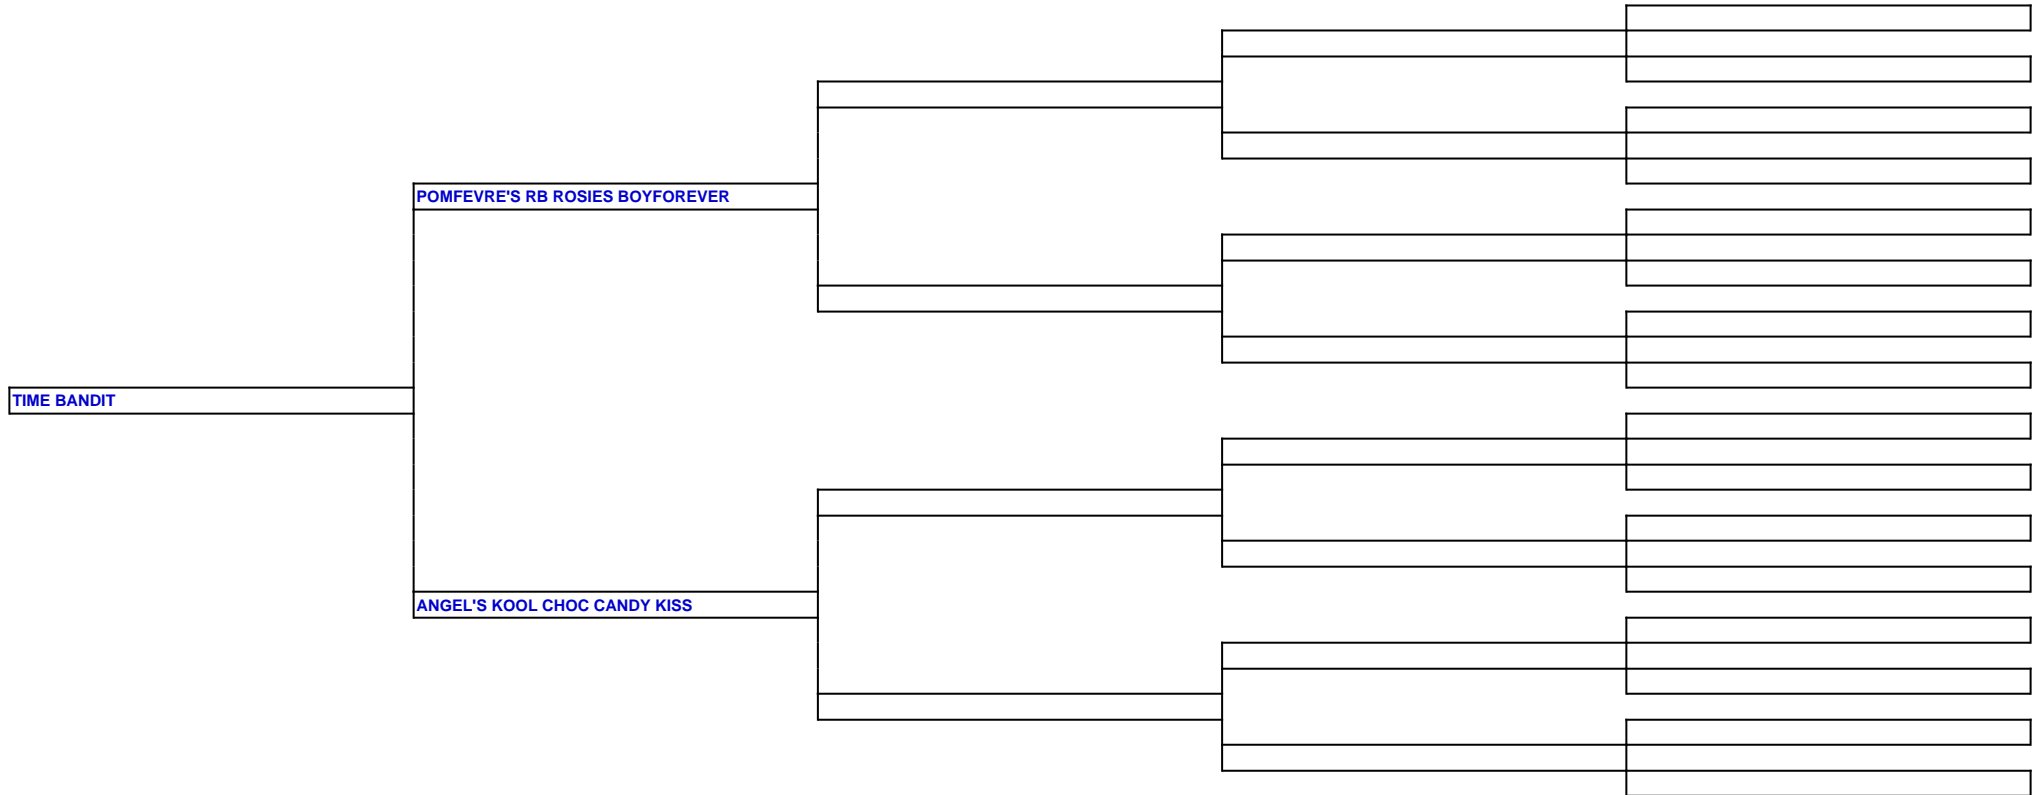 POMFEVRE'S RB ROSIES BOYFOREVER
TIME BANDIT
ANGEL'S KOOL CHOC CANDY KISS